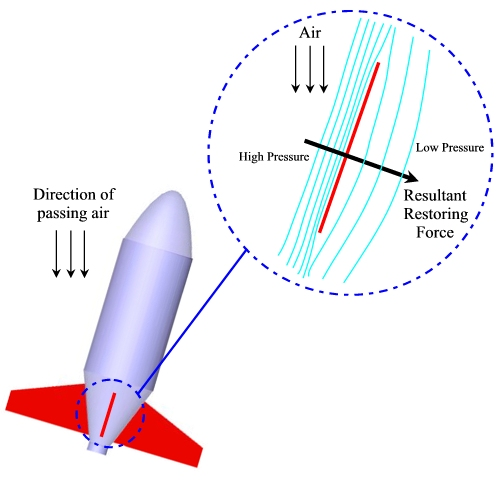 Air
High Pressure
Low Pressure
Resultant
Restoring
Force
Direction of
passing air